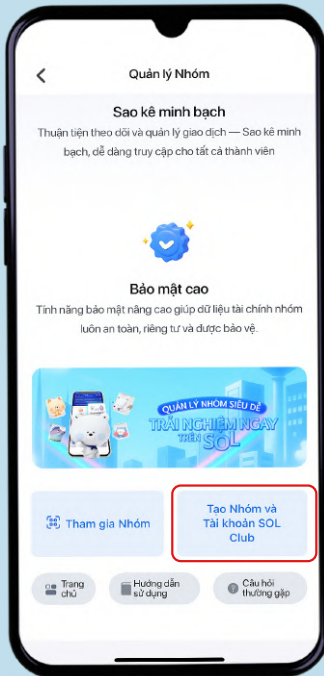 Quản lý Nhóm
Sao kê minh bạch
Thuận tiện theo dõi và quản lý giao dịch — Sao kê minh
bạch, dễ dàng truy cập cho tất cả thành viên
Bảo mật cao
Tính năng bảo mật nâng cao giúp dữ liệu tài chính nhóm
luôn an toàn, riêng tư và được bảo vệ.
QUẢN LÝ NHÓM SIÊU DỄ
TRẢI NGHIỆM NGAY
TRÊN SOL
Tham gia Nhóm
Tạo Nhóm và
Tài khoản SOL
Club
Trang
chủ
Hướng dẫn
sử dụng
Câu hỏi
thường gặp